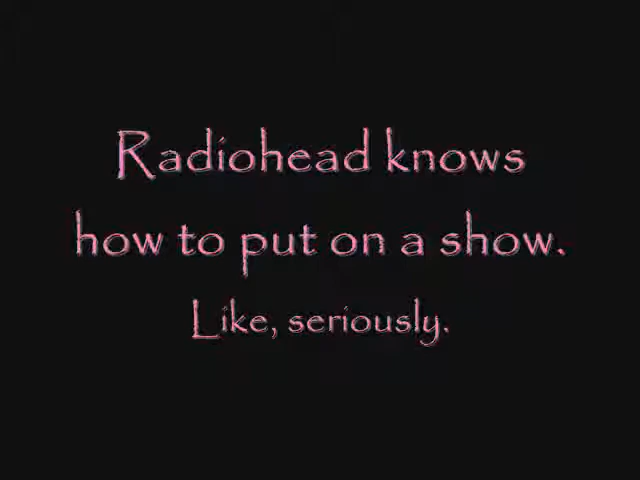 Radiohead knows
how to put on a show.
Like, seriously.